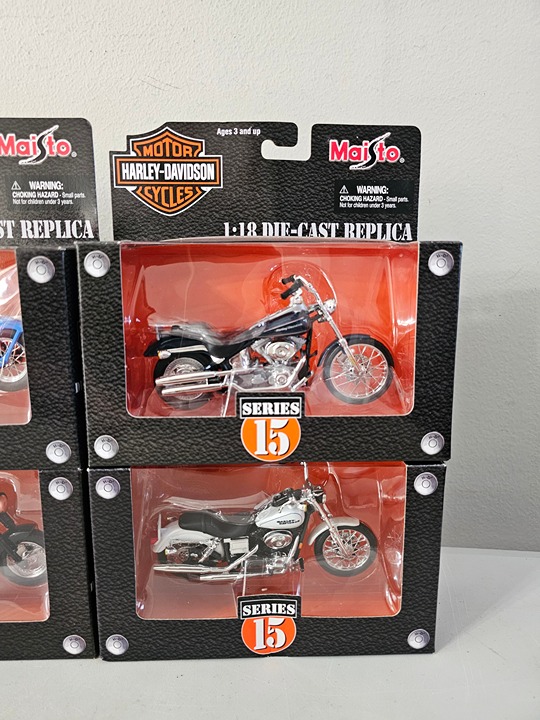 Maisto®
WARNING:
CHOKING HAZARD - Small parts.
Not for children under 3 years.
ST REPLICA
Ages 3 and up
MOTOR
HARLEY-DAVIDSON
CYCLES
Maisto®
WARNING:
CHOKING HAZARD - Small parts.
Not for children under 3 years.
1:18 DIE-CAST REPLICA
SERIES
15
SERIES
15